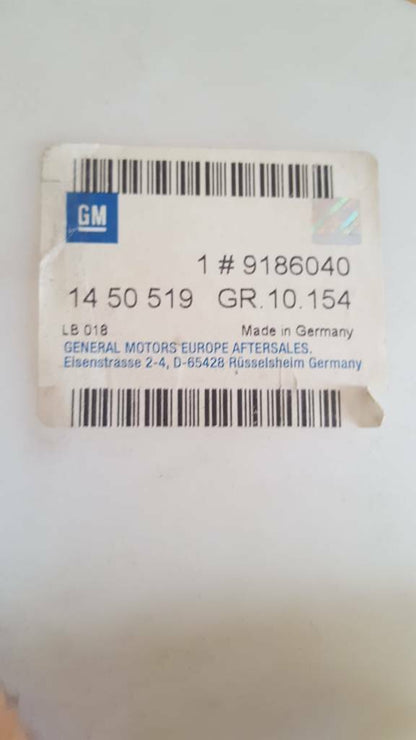 GM
1 # 9186040
14 50 519 GR.10.154
LB 018 Made in Germany
GENERAL MOTORS EUROPE AFTERSALES.
Eisenstrasse 2-4, D-65428 Rüsselsheim Germany